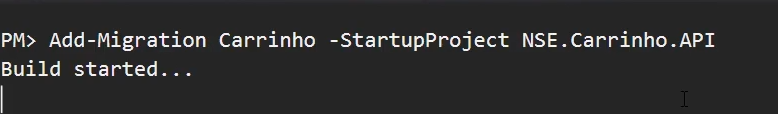 PM> Add-Migration Carrinho -StartupProject NSE.Carrinho.API
Build started...